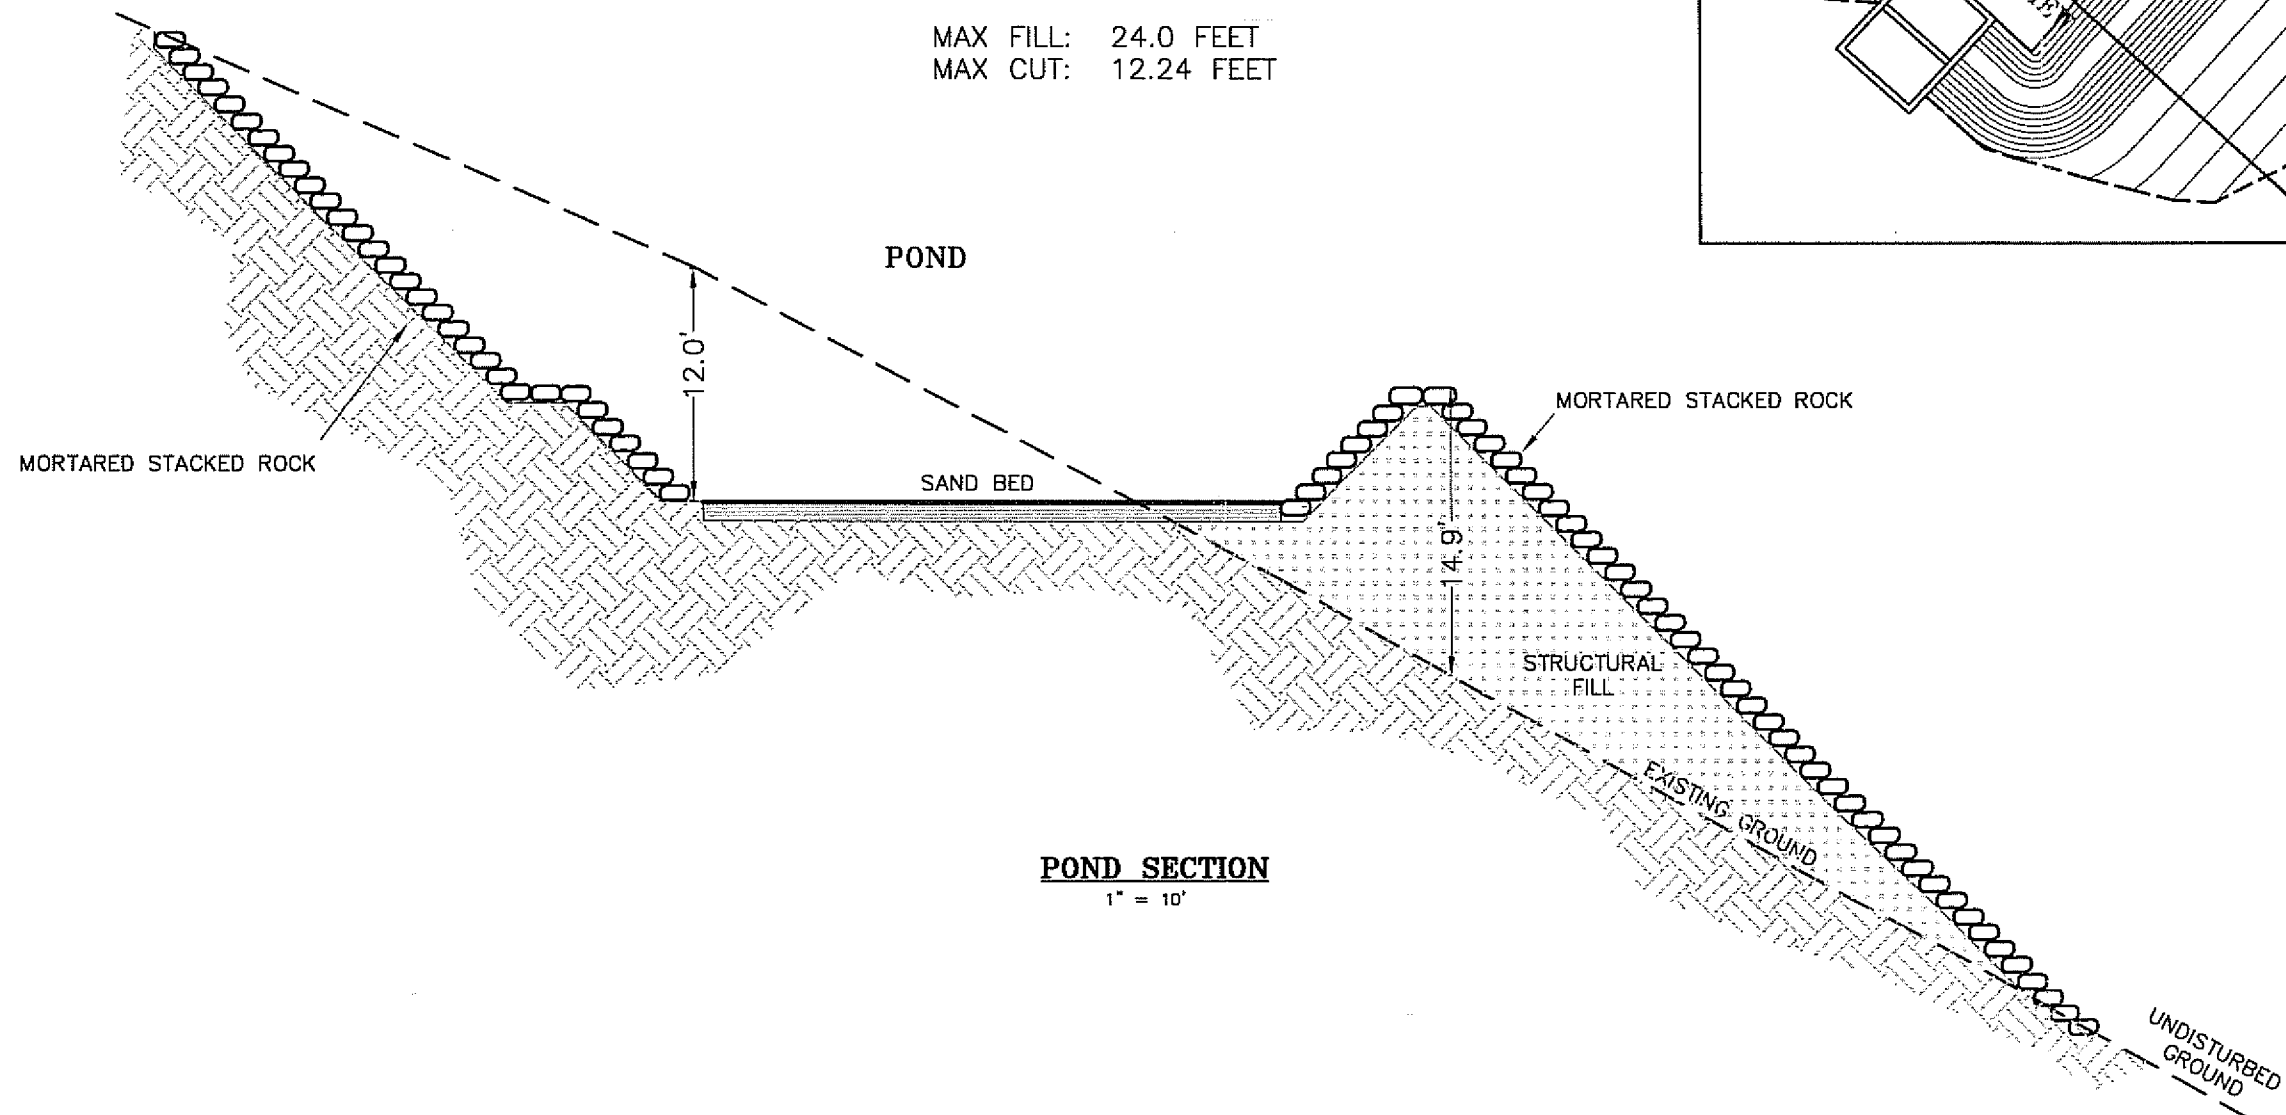 MAX FILL: 24.0 FEET
MAX CUT: 12.24 FEET
POND
12.0'
MORTARED STACKED ROCK
MORTARED STACKED ROCK
SAND BED
14.9'
STRUCTURAL
FILL
EXISTING GROUND
POND SECTION
1" = 10'
UNDISTURBED
GROUND